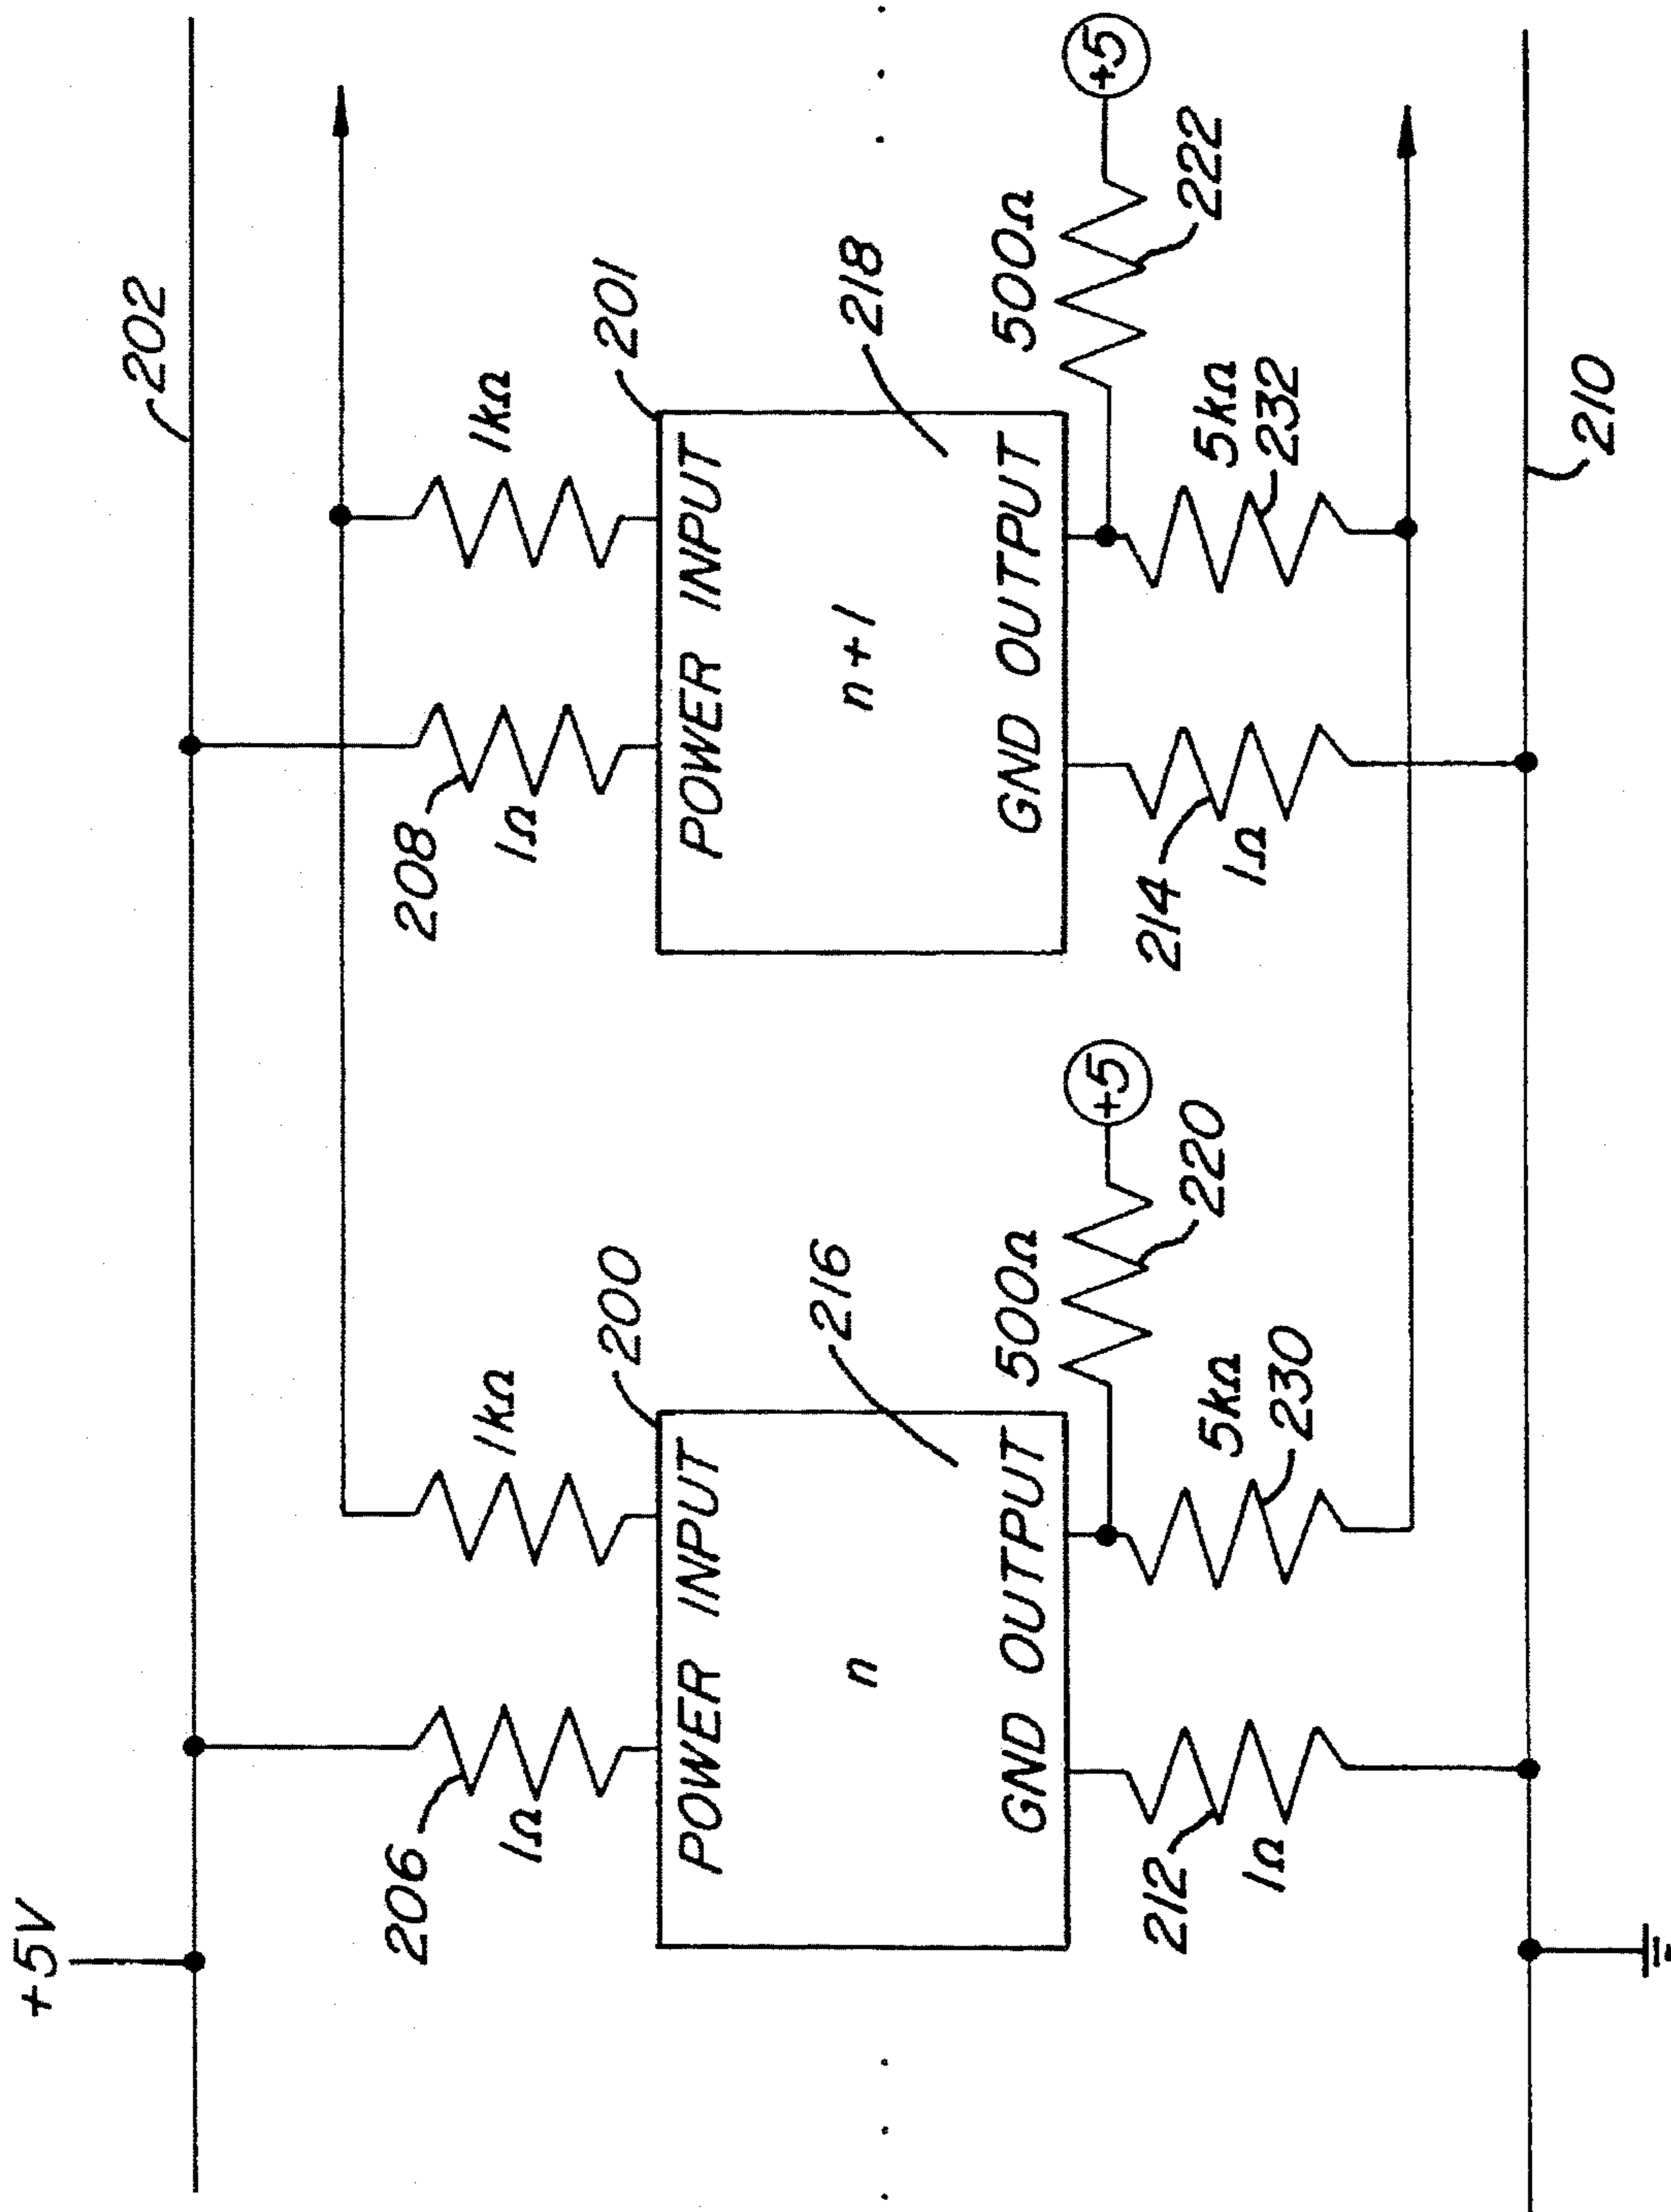 +5V
202
206
1Ω
1kΩ
200
208
1Ω
1kΩ
201
POWER INPUT
n
GND OUTPUT
216
POWER INPUT
n+1
GND OUTPUT
218
500Ω
+5
220
500Ω
+5
222
212
1Ω
5kΩ
230
214
1Ω
5kΩ
232
210